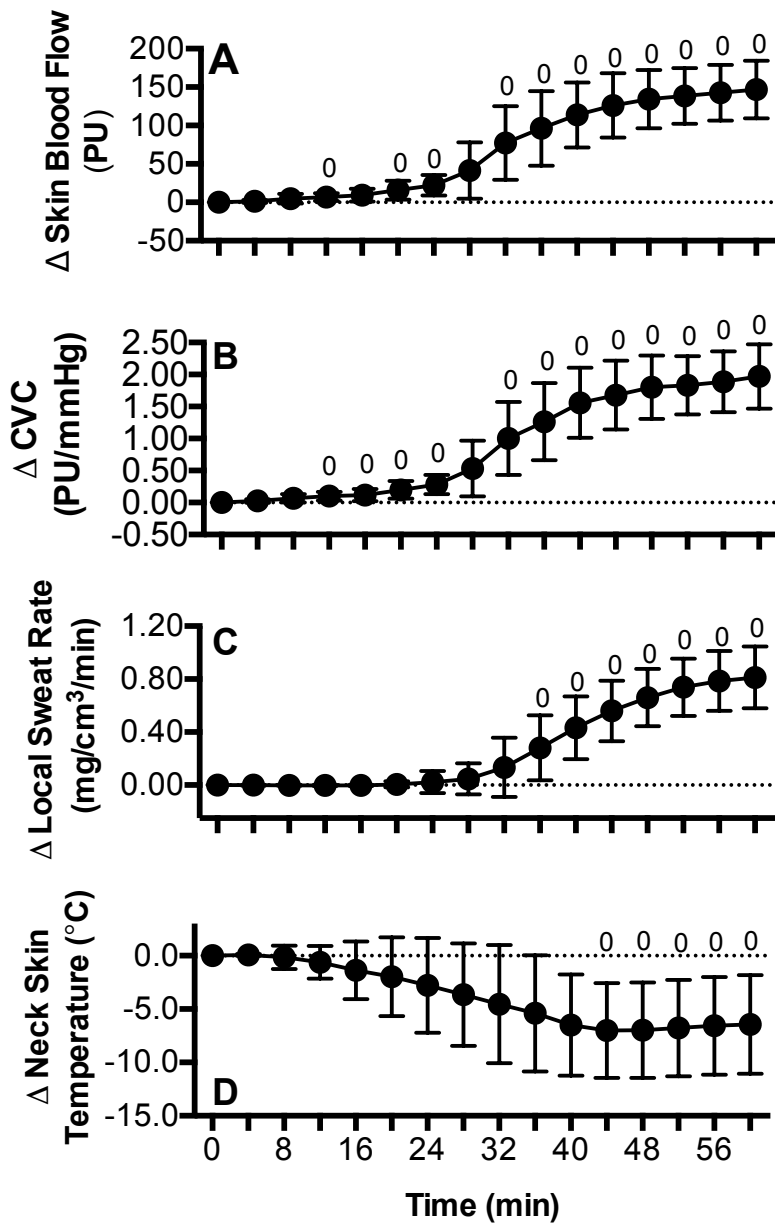 A
Δ Skin Blood Flow
(PU)
200
150
100
50
0
-50
0 0 0 0 0 0 0 0 0 0 0
B
Δ CVC
(PU/mmHg)
2.50
2.00
1.50
1.00
0.50
0.00
-0.50
0 0 0 0 0 0 0 0 0 0 0 0
C
Δ Local Sweat Rate
(mg/cm³/min)
1.20
0.80
0.40
0.00
0 0 0 0 0 0 0
D
Δ Neck Skin
Temperature (°C)
0.0
-5.0
-10.0
-15.0
0 0 0 0 0
0 8 16 24 32 40 48 56
Time (min)